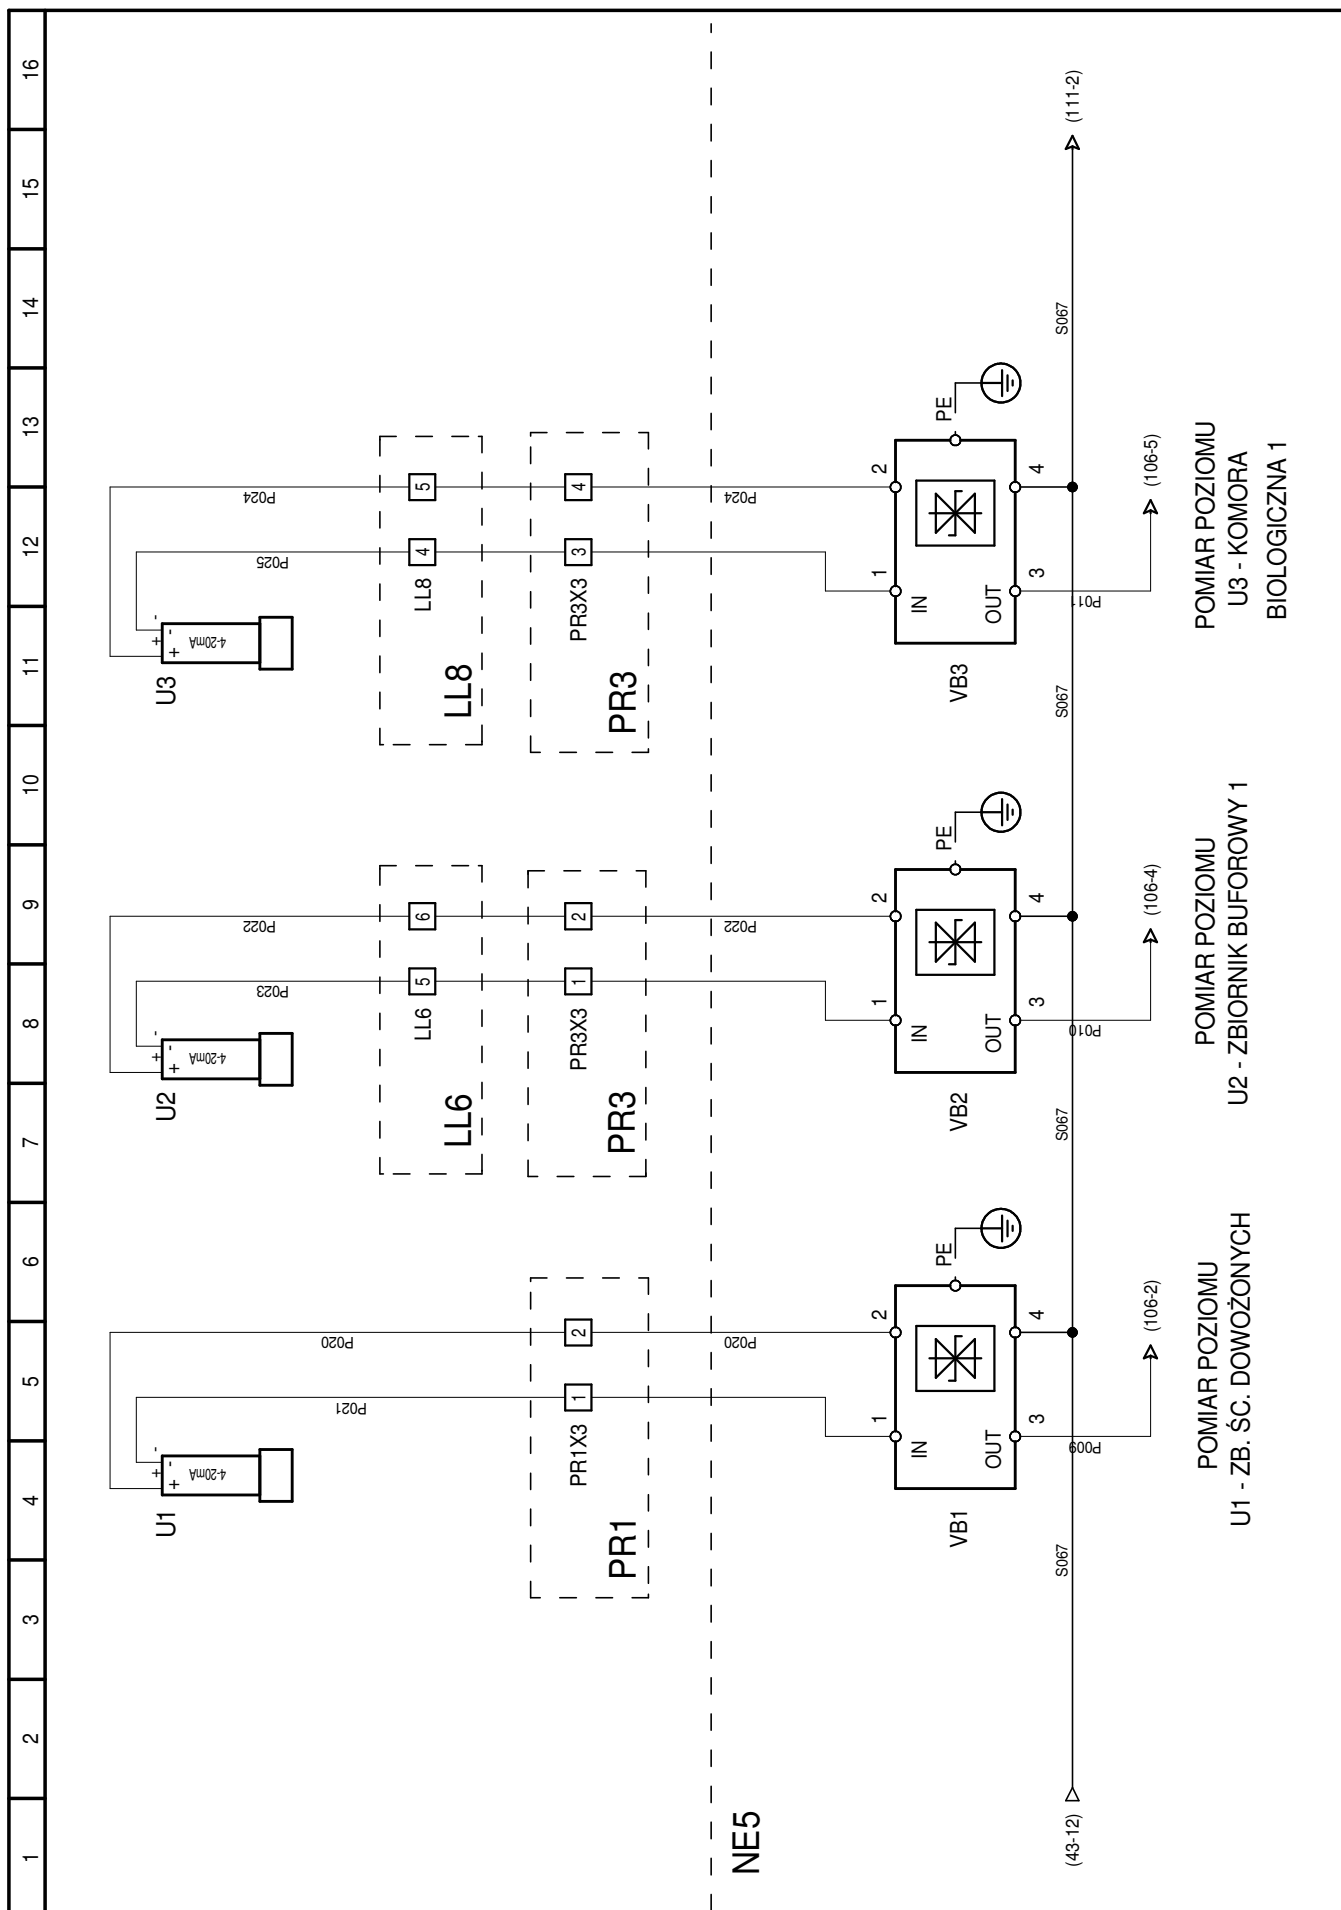 1 2 3 4 5 6 7 8 9 10 11 12 13 14 15 16
U1
+ -
+ -
4-20mA
P021
P020
PR1X3
1 2
PR1
P020
U2
+ -
+ -
4-20mA
P023
P022
LL6
5 6
LL6
PR3X3
1 2
PR3
P022
U3
+ -
+ -
4-20mA
P025
P024
LL8
4 5
LL8
PR3X3
3 4
PR3
P024
NE5
VB1
1 2
IN
OUT
3 4
PE
P009
(106-2)
VB2
1 2
IN
OUT
3 4
PE
P010
(106-4)
VB3
1 2
IN
OUT
3 4
PE
P011
(106-5)
(43-12)
S067
S067
S067
S067
(111-2)
POMIAR POZIOMU
U1 - ZB. ŚC. DOWOŻONYCH
POMIAR POZIOMU
U2 - ZBIORNIK BUFOROWY 1
POMIAR POZIOMU
U3 - KOMORA
BIOLOGICZNA 1